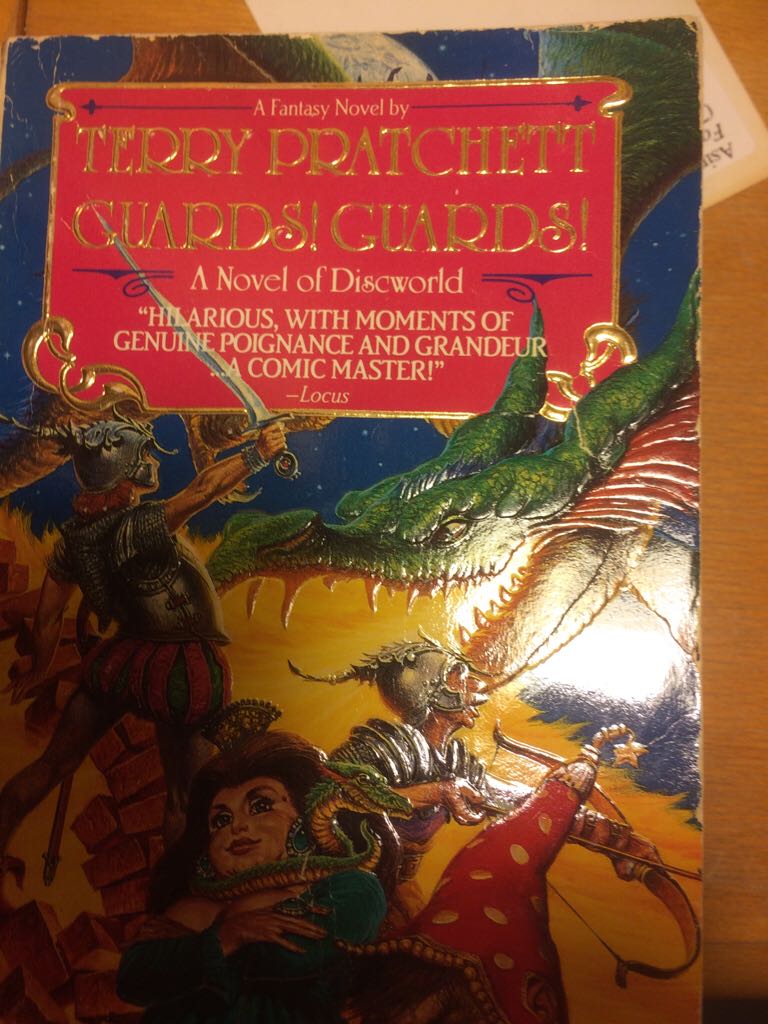 A Fantasy Novel by
TERRY PRATCHETT
GUARDS! GUARDS!
A Novel of Discworld
"HILARIOUS, WITH MOMENTS OF
GENUINE POIGNANCE AND GRANDEUR
...A COMIC MASTER!"
—Locus